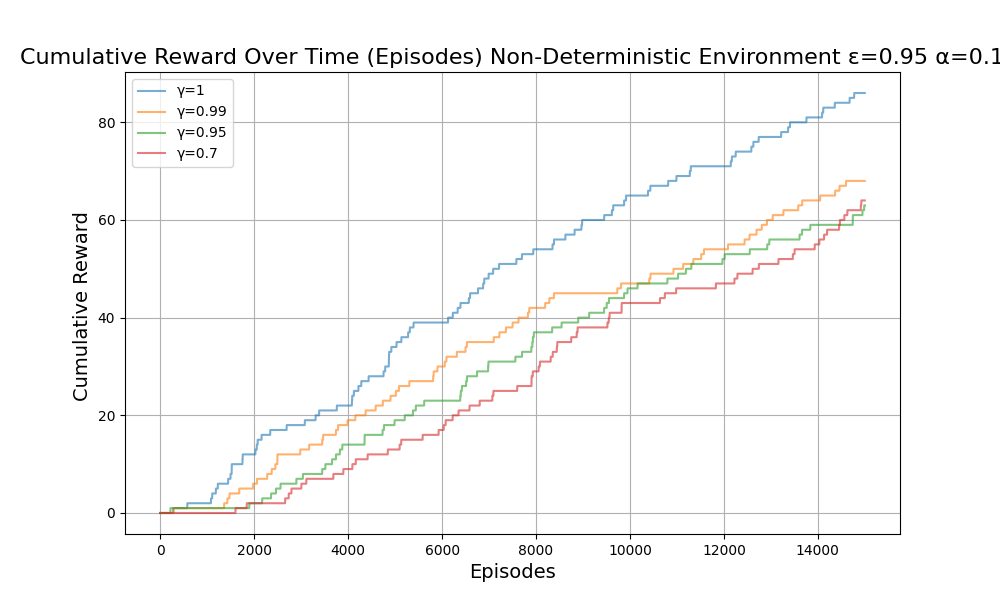 Cumulative Reward Over Time (Episodes) Non-Deterministic Environment ε=0.95 α=0.1
γ=1
γ=0.99
γ=0.95
γ=0.7
Cumulative Reward
80
60
40
20
0
0 2000 4000 6000 8000 10000 12000 14000
Episodes